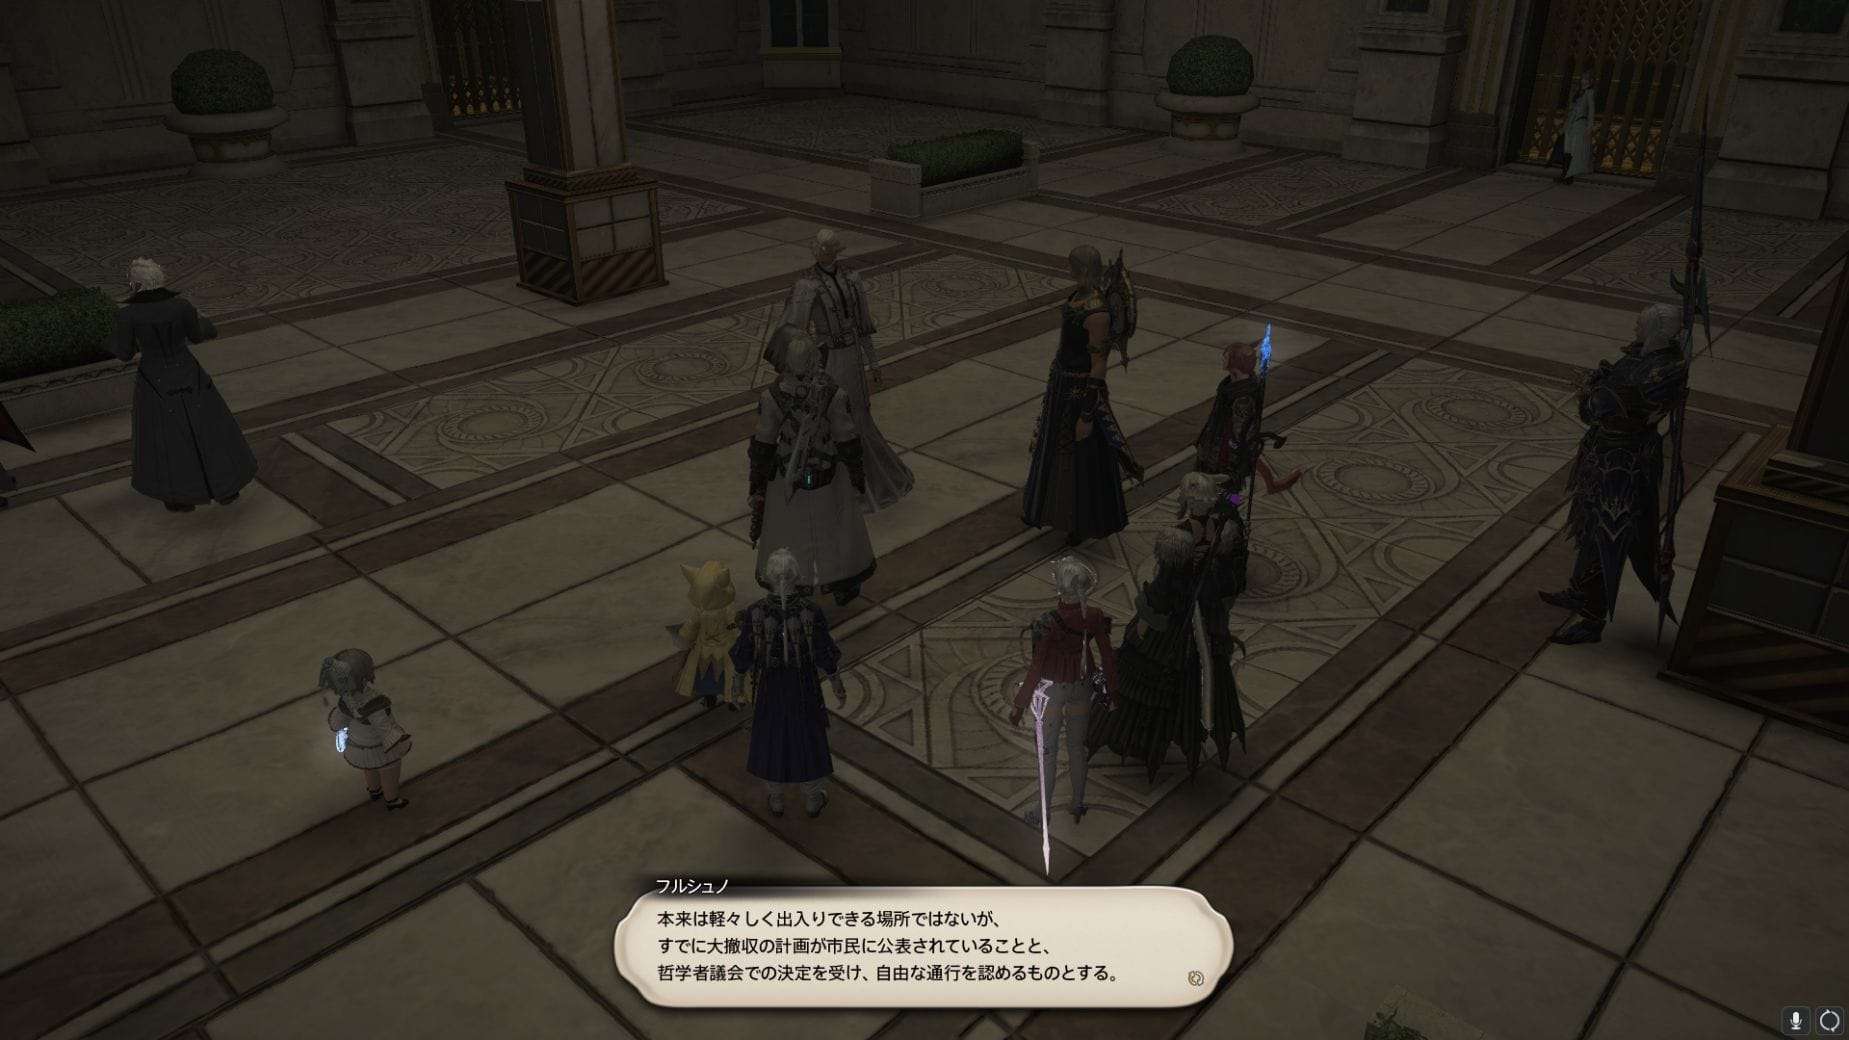 フルシュノ
本来は軽々しく出入りできる場所ではないが、
すでに大撤収の計画が市民に公表されていることと、
哲学者議会での決定を受け、自由な通行を認めるものとする。